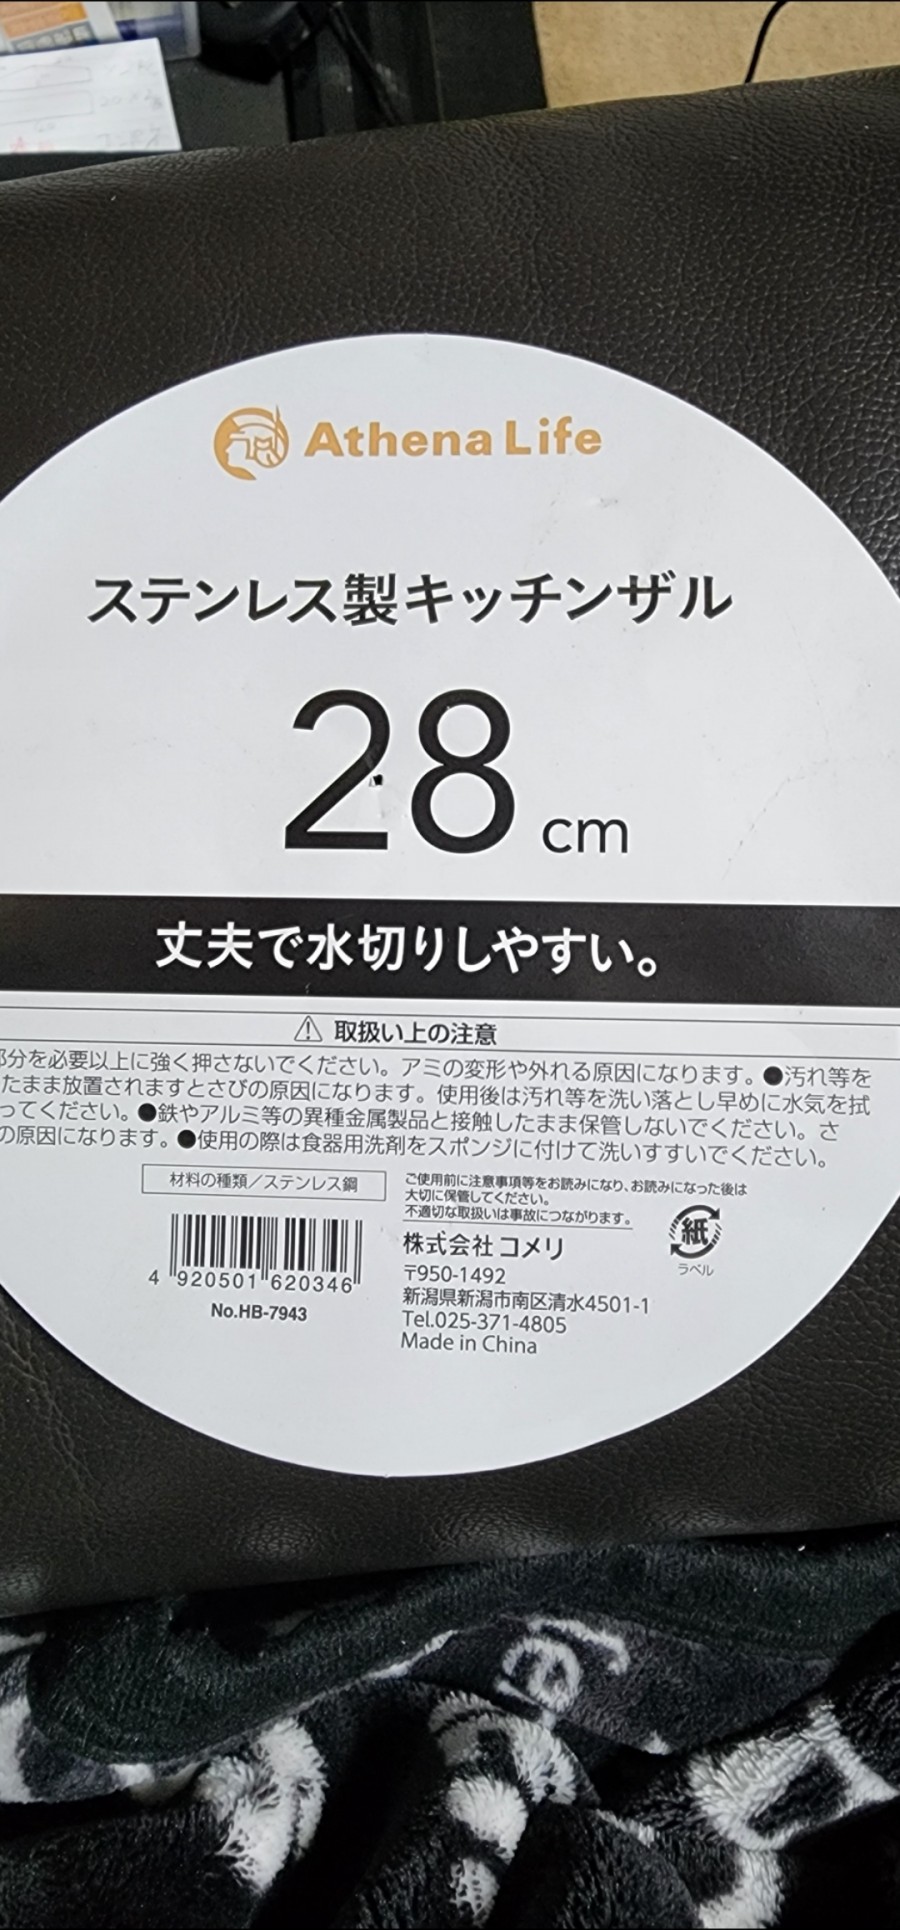 Athena Life
ステンレス製キッチンザル
28 cm
丈夫で水切りしやすい。
⚠ 取扱い上の注意
部分を必要以上に強く押さないでください。アミの変形や外れる原因になります。●汚れ等を
たまま放置されますとさびの原因になります。使用後は汚れ等を洗い落とし早めに水気を拭
ってください。●鉄やアルミ等の異種金属製品と接触したまま保管しないでください。さ
の原因になります。●使用の際は食器用洗剤をスポンジに付けて洗いすすいでください。
材料の種類/ステンレス鋼
4 920501 620346
No.HB-7943
ご使用前に注意事項等をお読みになり、お読みになった後は
大切に保管してください。
不適切な取扱いは事故につながります。
株式会社 コメリ
〒950-1492
新潟県新潟市南区清水4501-1
Tel.025-371-4805
Made in China
紙
ラベル